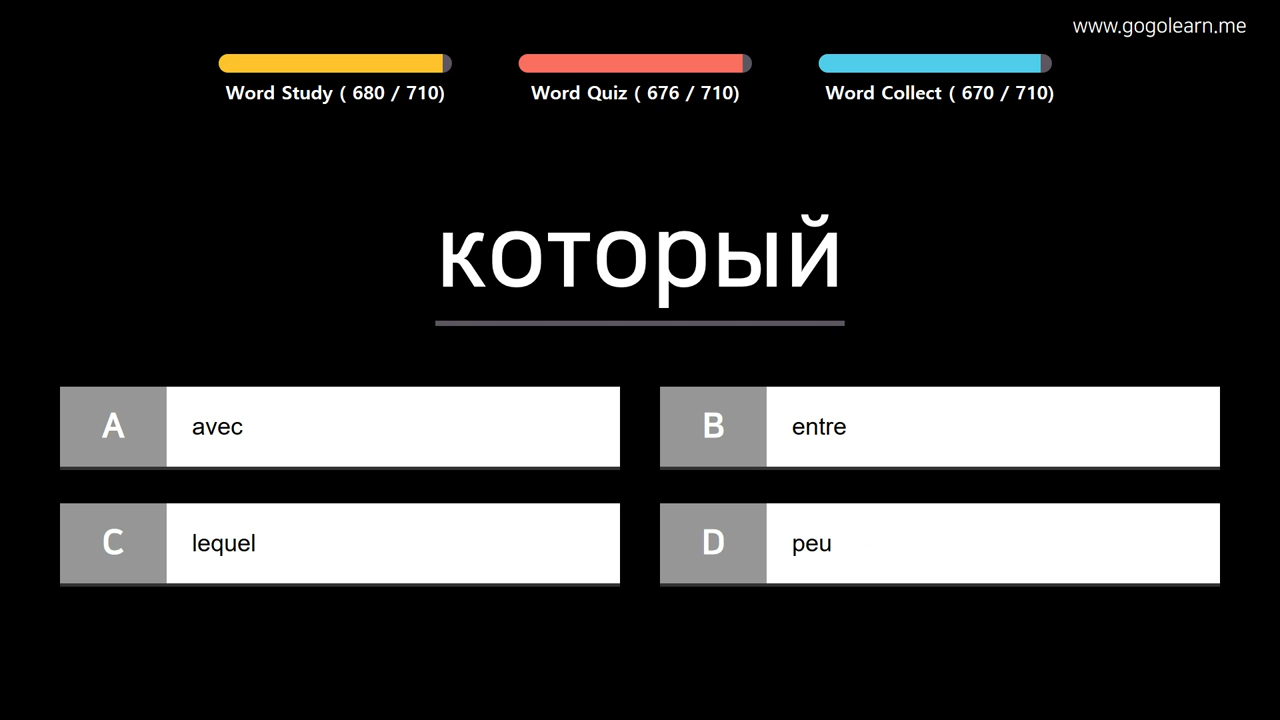 www.gogolearn.me
Word Study ( 680 / 710)
Word Quiz ( 676 / 710)
Word Collect ( 670 / 710)
который
A avec
B entre
C lequel
D peu